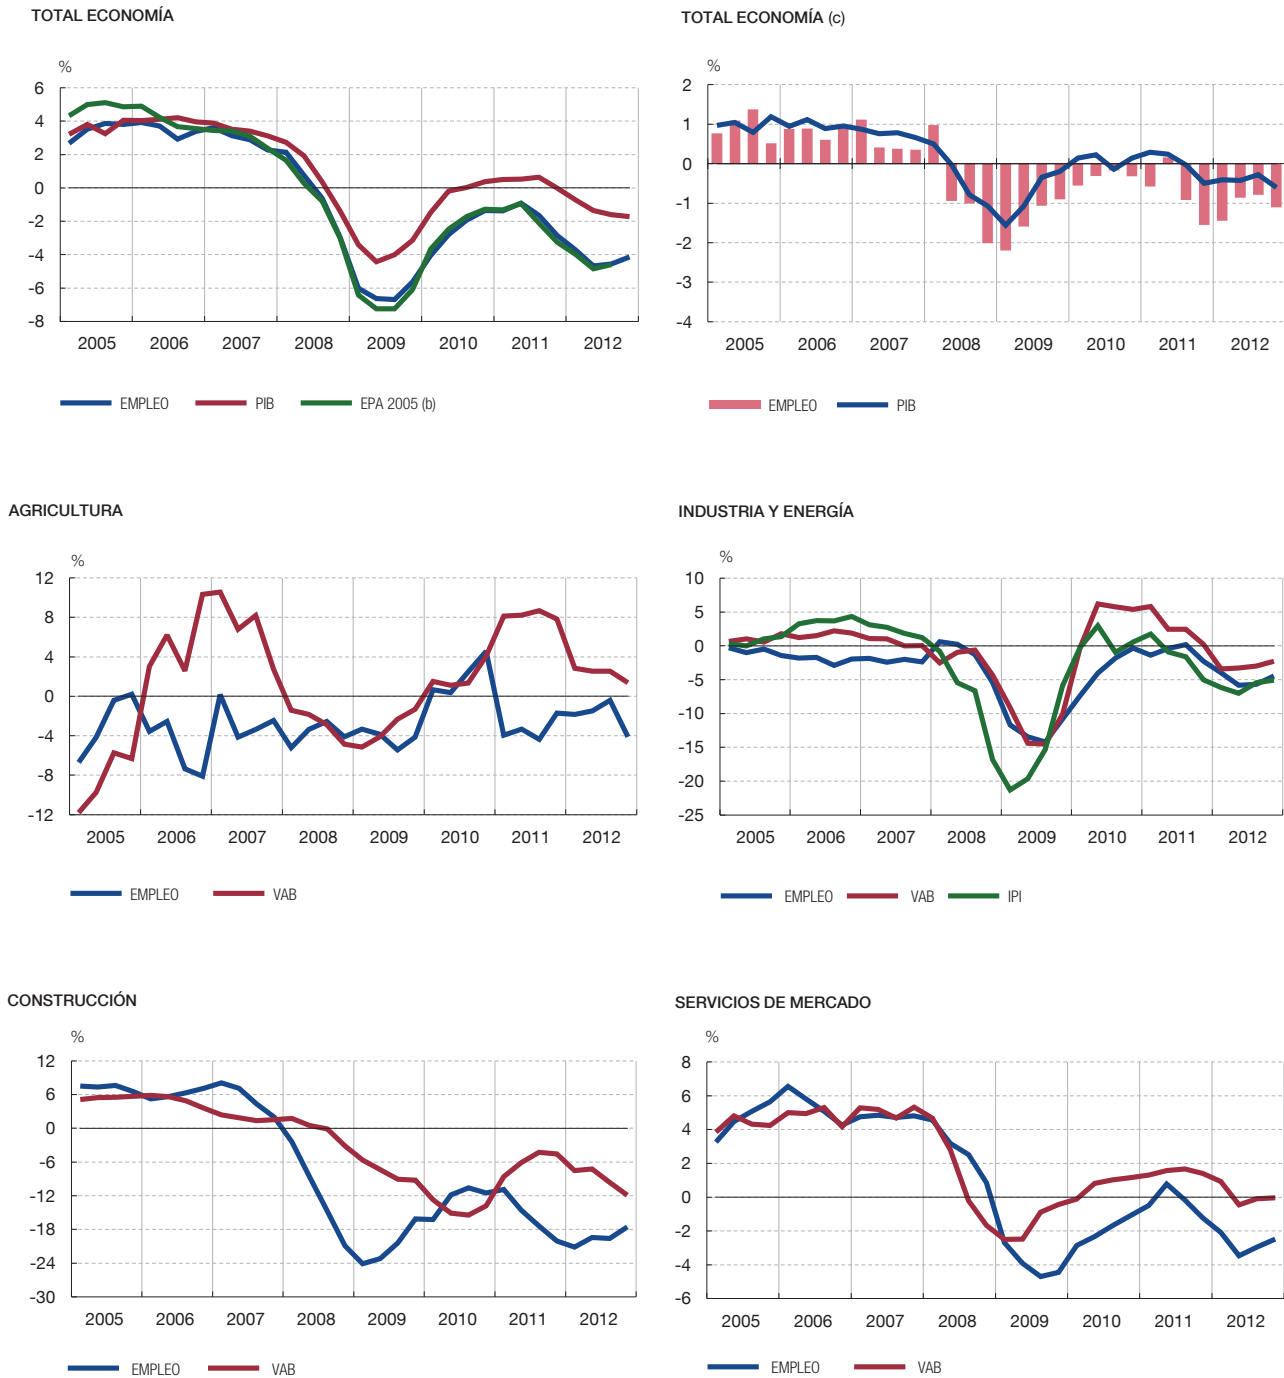 TOTAL ECONOMÍA
%
6
4
2
0
-2
-4
-6
-8
2005 2006 2007 2008 2009 2010 2011 2012
EMPLEO PIB EPA 2005 (b)
TOTAL ECONOMÍA (c)
%
2
1
0
-1
-2
-3
-4
2005 2006 2007 2008 2009 2010 2011 2012
EMPLEO PIB
AGRICULTURA
%
12
8
4
0
-4
-8
-12
2005 2006 2007 2008 2009 2010 2011 2012
EMPLEO VAB
INDUSTRIA Y ENERGÍA
%
10
5
0
-5
-10
-15
-20
-25
2005 2006 2007 2008 2009 2010 2011 2012
EMPLEO VAB IPI
CONSTRUCCIÓN
%
12
6
0
-6
-12
-18
-24
-30
2005 2006 2007 2008 2009 2010 2011 2012
EMPLEO VAB
SERVICIOS DE MERCADO
%
8
6
4
2
0
-2
-4
-6
2005 2006 2007 2008 2009 2010 2011 2012
EMPLEO VAB